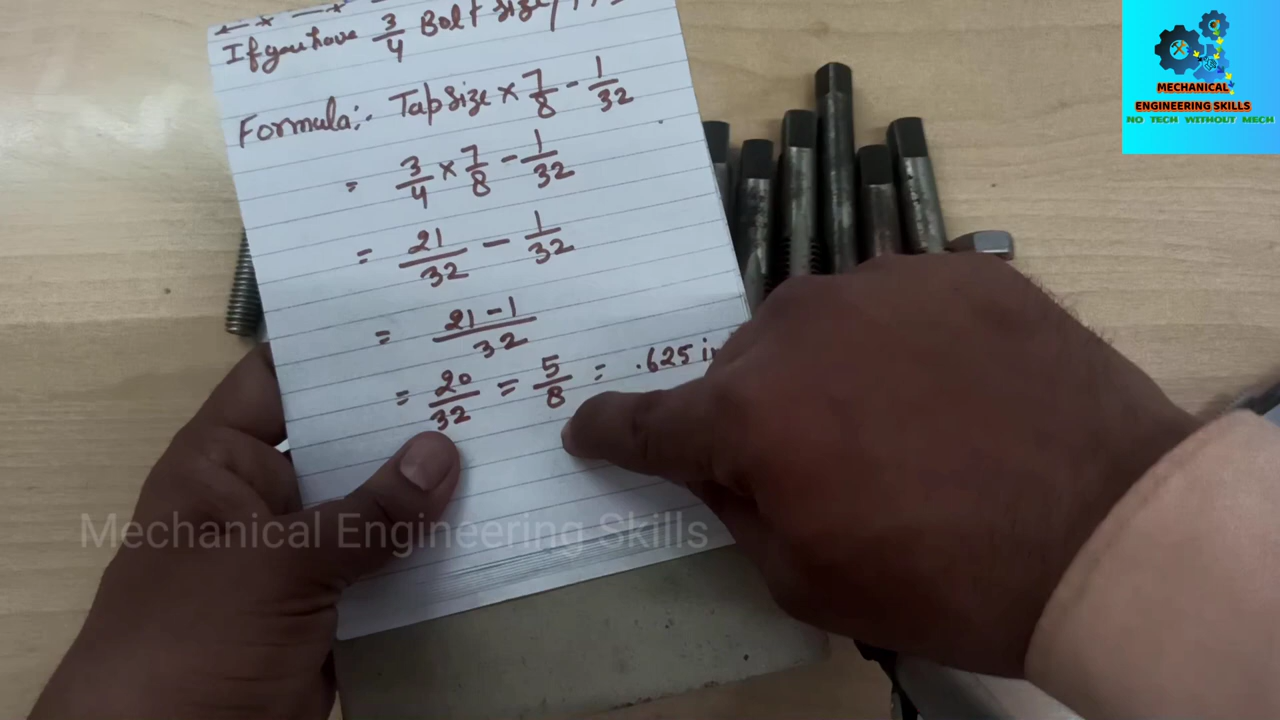 If you have 3/4 Bolt size
Formula:- Tap size × 7/8 - 1/32
= 3/4 × 7/8 - 1/32
= 21/32 - 1/32
= 21-1/32
= 20/32 = 5/8 = .625 in
Mechanical Engineering Skills
MECHANICAL
ENGINEERING SKILLS
NO TECH WITHOUT MECH